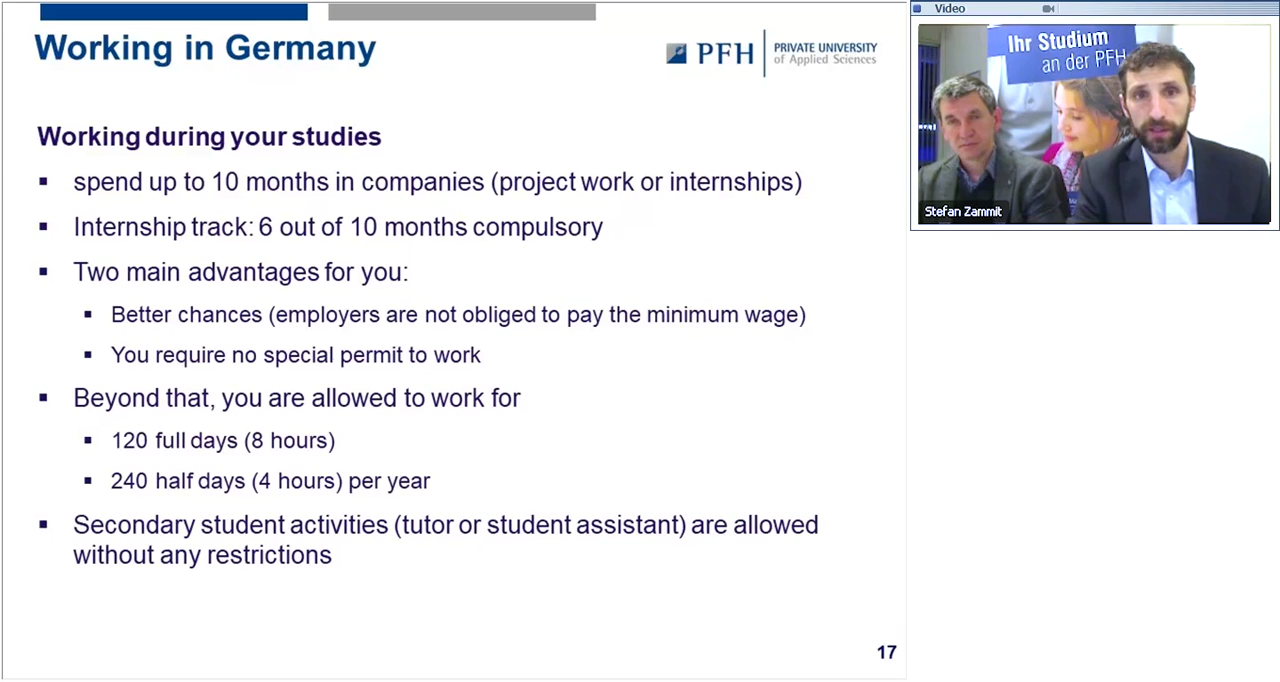 Working in Germany
PFH PRIVATE UNIVERSITY
of Applied Sciences
Working during your studies
▪ spend up to 10 months in companies (project work or internships)
▪ Internship track: 6 out of 10 months compulsory
▪ Two main advantages for you:
▪ Better chances (employers are not obliged to pay the minimum wage)
▪ You require no special permit to work
▪ Beyond that, you are allowed to work for
▪ 120 full days (8 hours)
▪ 240 half days (4 hours) per year
▪ Secondary student activities (tutor or student assistant) are allowed
without any restrictions
17
Video
Ihr Studium
an der PFH
Stefan Zammit